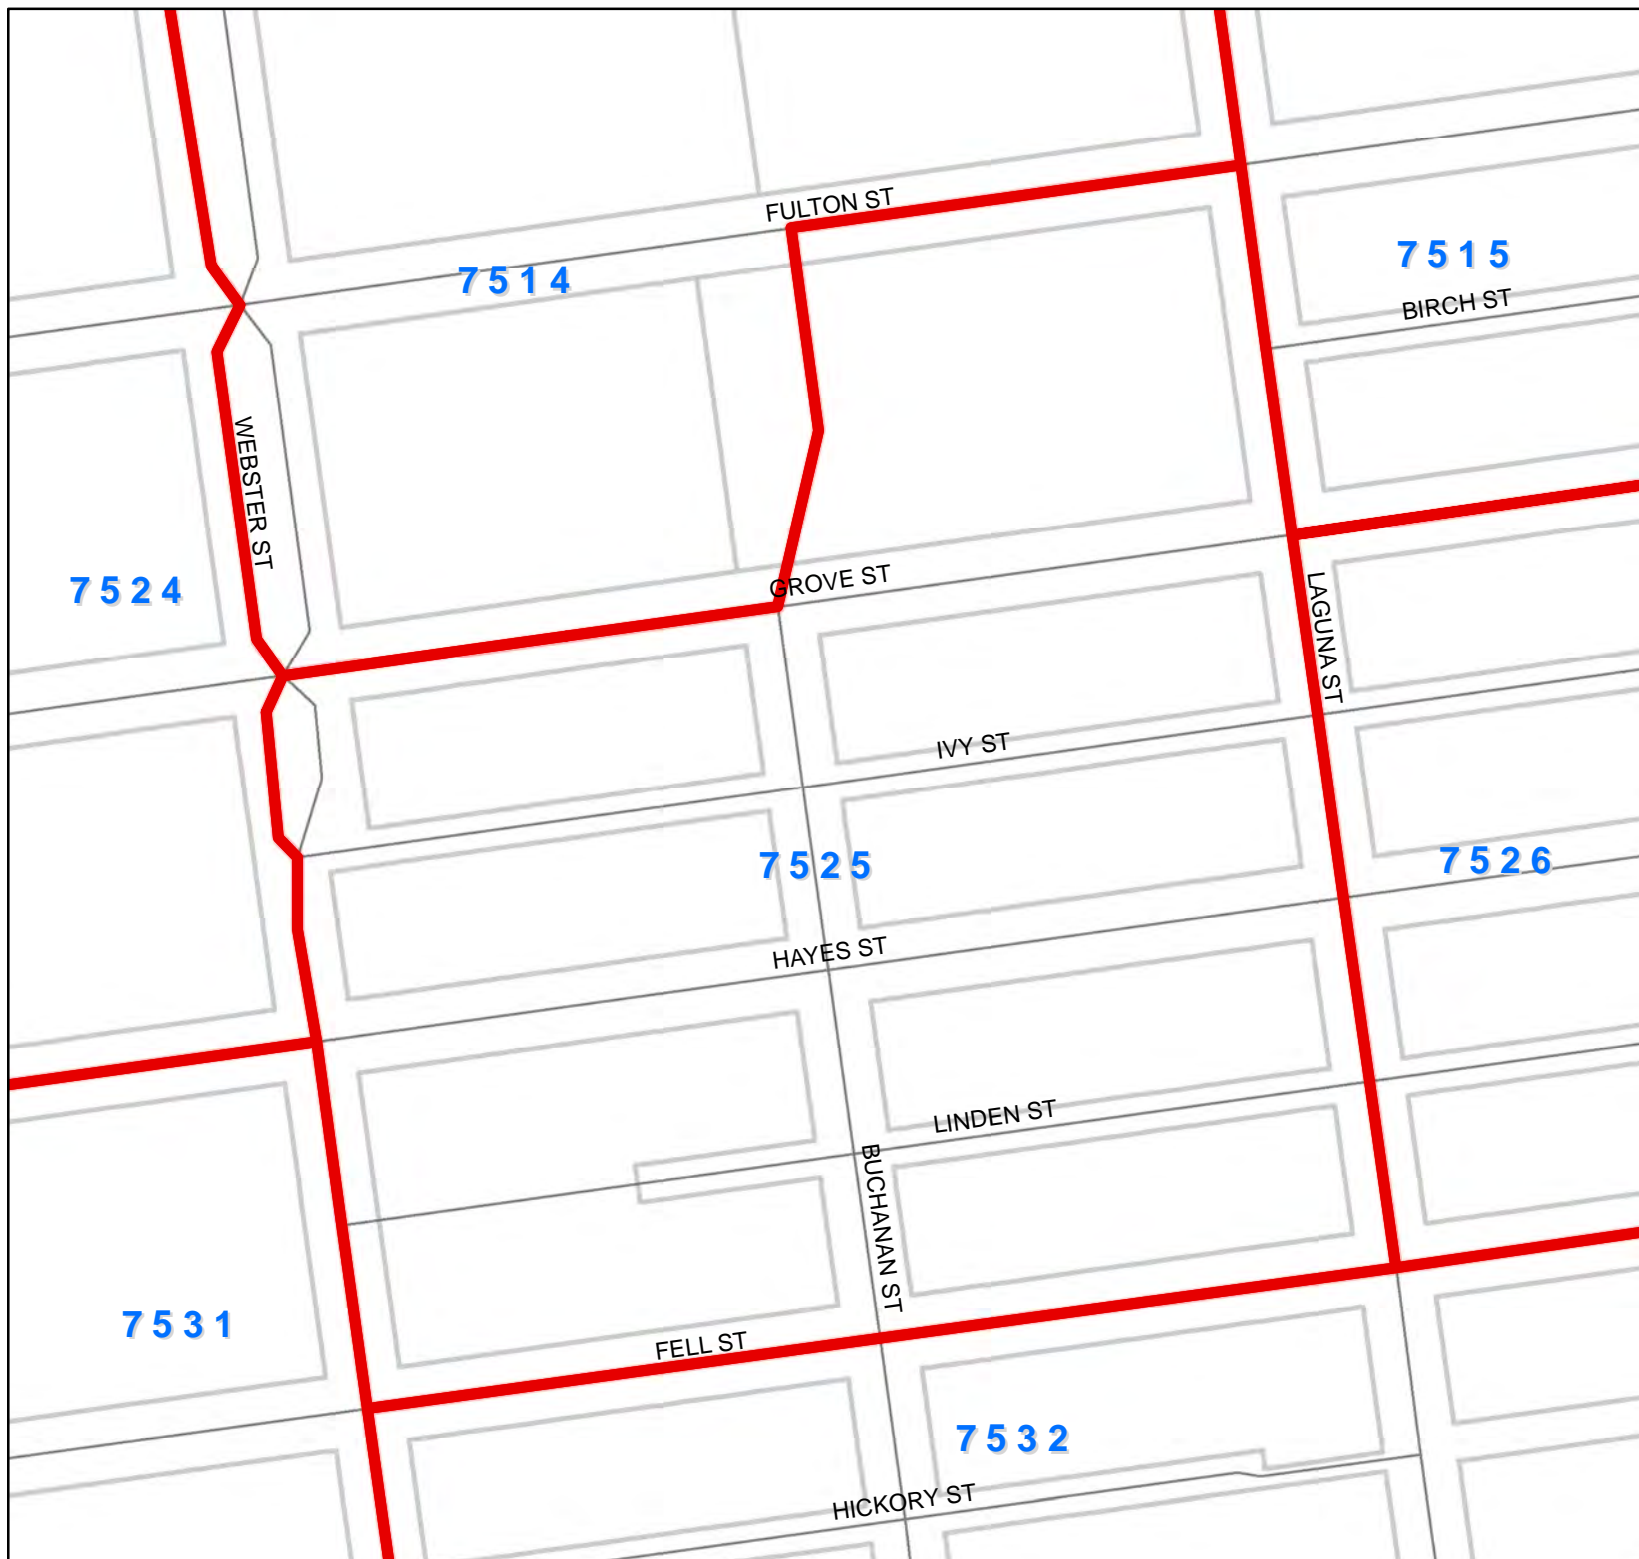 FULTON ST
7514
7515
BIRCH ST
WEBSTER ST
7524
GROVE ST
LAGUNA ST
IVY ST
7525
7526
HAYES ST
LINDEN ST
BUCHANAN ST
7531
FELL ST
7532
HICKORY ST